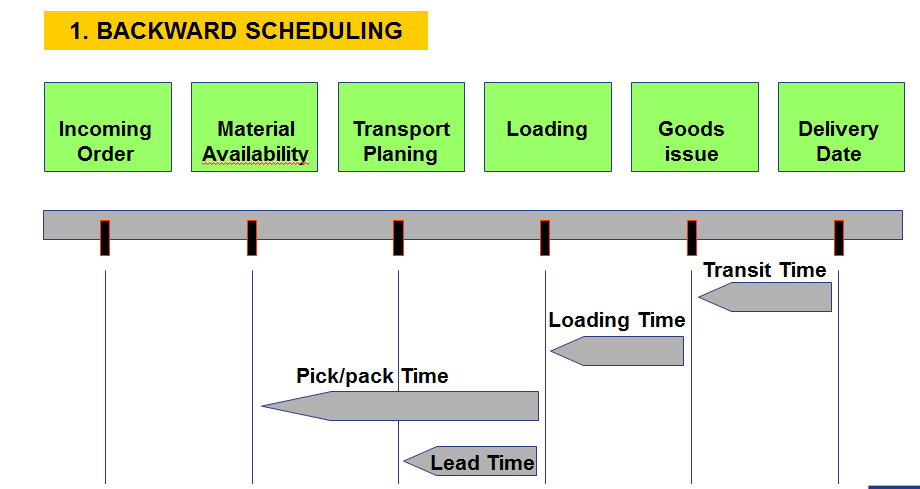 1. BACKWARD SCHEDULING
Incoming
Order
Material
Availability
Transport
Planing
Loading
Goods
issue
Delivery
Date
Transit Time
Loading Time
Pick/pack Time
Lead Time